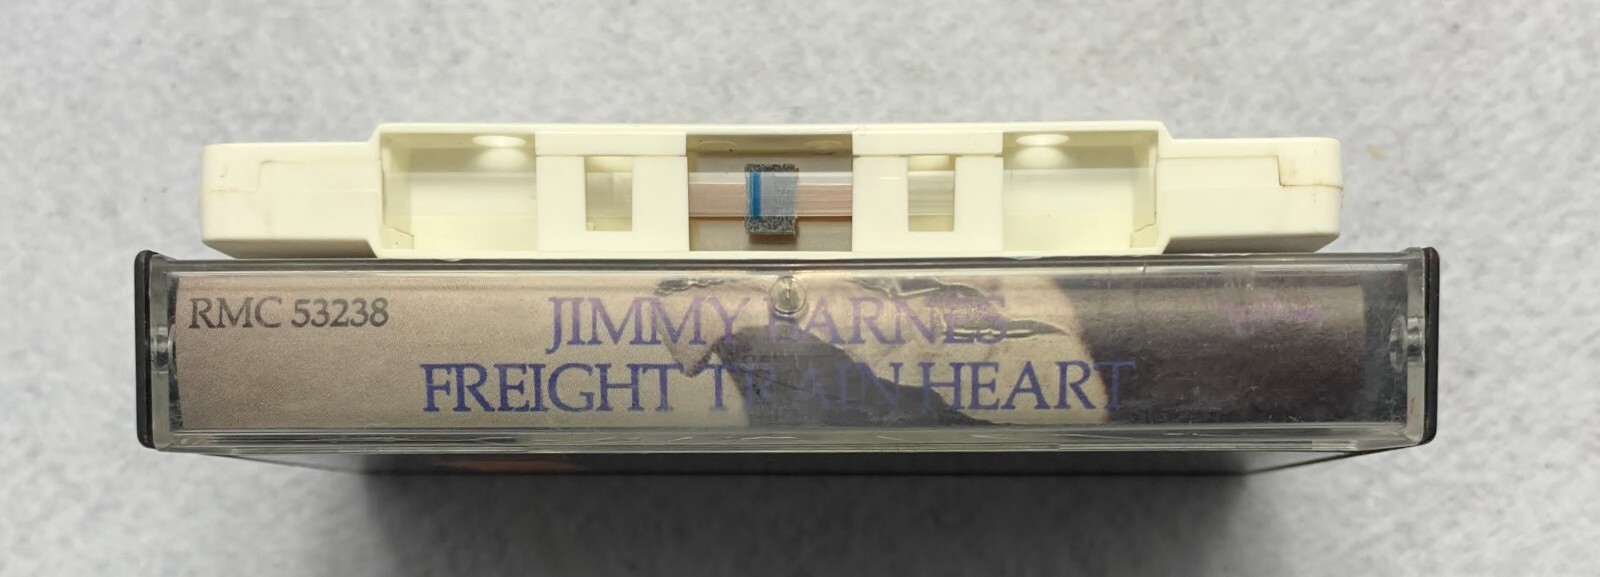 RMC 53238
JIMMY BARNES
FREIGHT TRAIN HEART